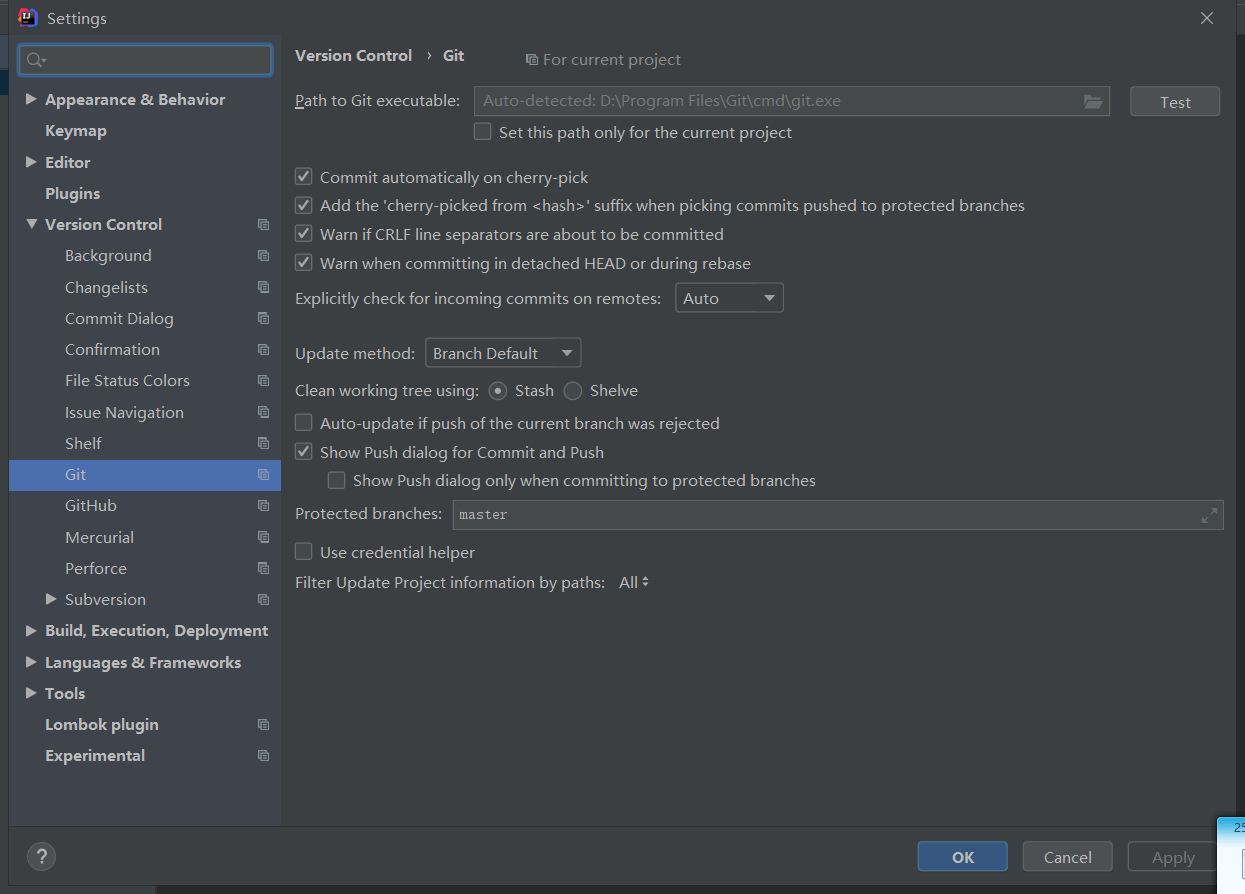 Settings
Version Control › Git
For current project
Appearance & Behavior
Keymap
Editor
Plugins
Version Control
Background
Changelists
Commit Dialog
Confirmation
File Status Colors
Issue Navigation
Shelf
Git
GitHub
Mercurial
Perforce
Subversion
Build, Execution, Deployment
Languages & Frameworks
Tools
Lombok plugin
Experimental
Path to Git executable: Auto-detected: D:\Program Files\Git\cmd\git.exe Test
Set this path only for the current project
Commit automatically on cherry-pick
Add the 'cherry-picked from <hash>' suffix when picking commits pushed to protected branches
Warn if CRLF line separators are about to be committed
Warn when committing in detached HEAD or during rebase
Explicitly check for incoming commits on remotes: Auto
Update method: Branch Default
Clean working tree using: Stash Shelve
Auto-update if push of the current branch was rejected
Show Push dialog for Commit and Push
Show Push dialog only when committing to protected branches
Protected branches: master
Use credential helper
Filter Update Project information by paths: All
? OK Cancel Apply